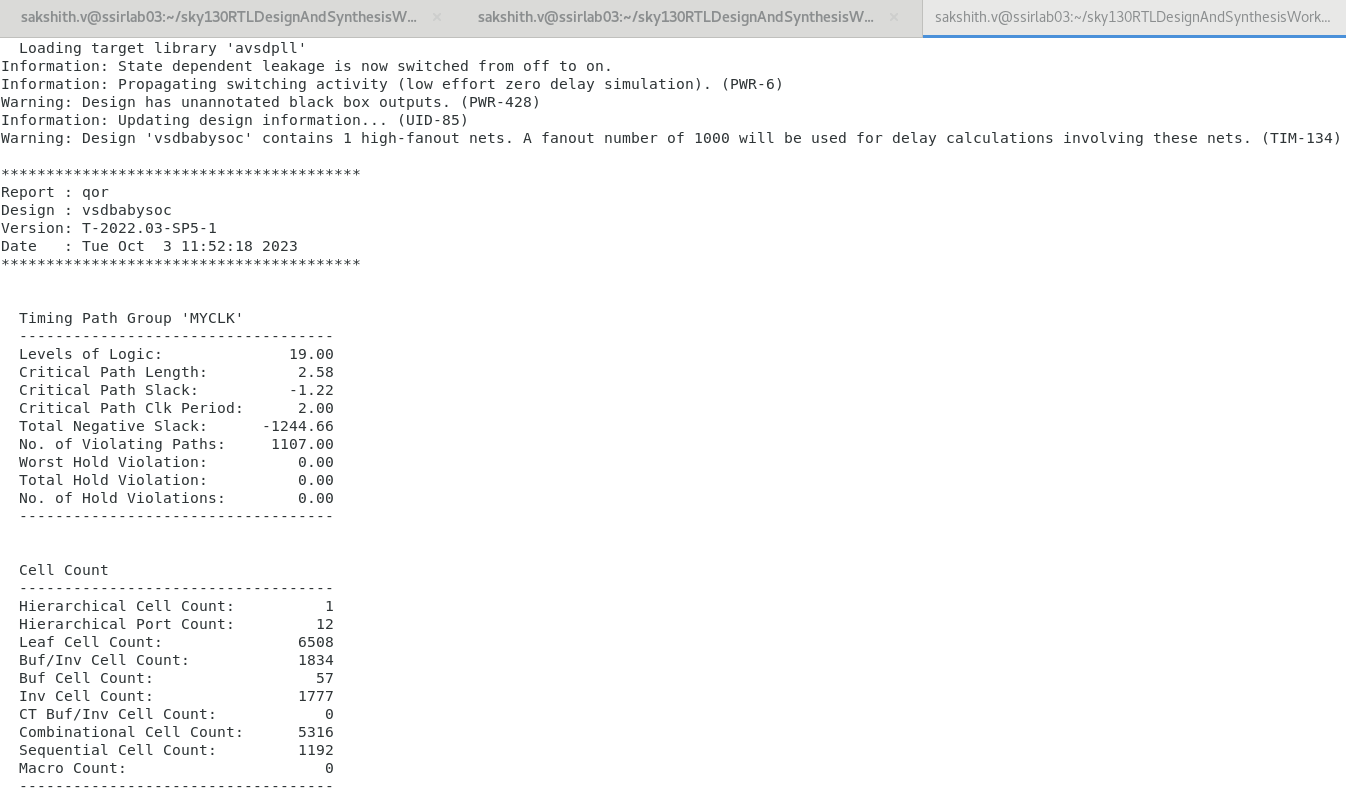 sakshith.v@ssirlab03:~/sky130RTLDesignAndSynthesisW... × sakshith.v@ssirlab03:~/sky130RTLDesignAndSynthesisW... × sakshith.v@ssirlab03:~/sky130RTLDesignAndSynthesisWork...
  Loading target library 'avsdpll'
Information: State dependent leakage is now switched from off to on.
Information: Propagating switching activity (low effort zero delay simulation). (PWR-6)
Warning: Design has unannotated black box outputs. (PWR-428)
Information: Updating design information... (UID-85)
Warning: Design 'vsdbabysoc' contains 1 high-fanout nets. A fanout number of 1000 will be used for delay calculations involving these nets. (TIM-134)
****************************************
Report : qor
Design : vsdbabysoc
Version: T-2022.03-SP5-1
Date   : Tue Oct  3 11:52:18 2023
****************************************
  Timing Path Group 'MYCLK'
  -----------------------------------
  Levels of Logic:              19.00
  Critical Path Length:          2.58
  Critical Path Slack:          -1.22
  Critical Path Clk Period:      2.00
  Total Negative Slack:      -1244.66
  No. of Violating Paths:     1107.00
  Worst Hold Violation:          0.00
  Total Hold Violation:          0.00
  No. of Hold Violations:        0.00
  -----------------------------------
  Cell Count
  -----------------------------------
  Hierarchical Cell Count:          1
  Hierarchical Port Count:         12
  Leaf Cell Count:               6508
  Buf/Inv Cell Count:            1834
  Buf Cell Count:                  57
  Inv Cell Count:                1777
  CT Buf/Inv Cell Count:            0
  Combinational Cell Count:      5316
  Sequential Cell Count:         1192
  Macro Count:                      0
  -----------------------------------